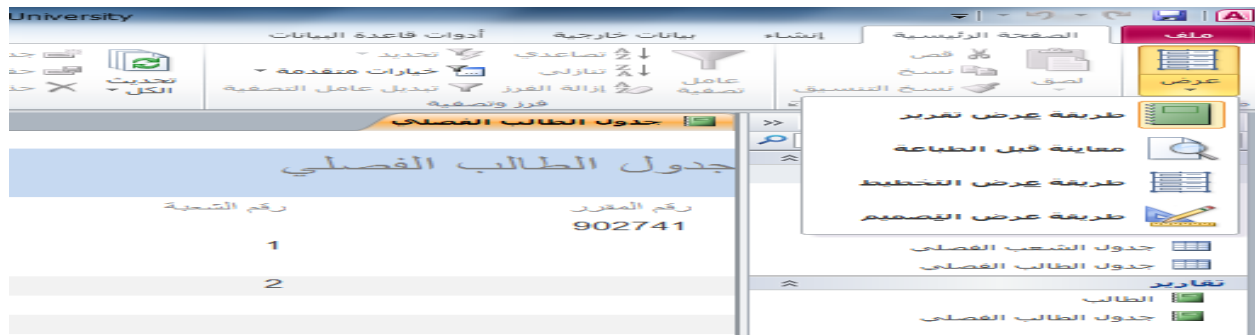 University
ملف
الصفحة الرئيسية
إنشاء
بيانات خارجية
أدوات قاعدة البيانات
عرض
لصق
قص
نسخ
نسخ التنسيق
عامل تصفية
تصاعدي
تنازلي
إزالة الفرز
تحديد
خيارات متقدمة
تبديل عامل التصفية
فرز وتصفية
تحديث الكل
طريقة عرض تقرير
معاينة قبل الطباعة
طريقة عرض التخطيط
طريقة عرض التصميم
جدول الشعب الفصلي
جدول الطالب الفصلي
تقارير
الطالب
جدول الطالب الفصلي
جدول الطالب الفصلي
جدول الطالب الفصلي
رقم المقرر رقم الشعبة
902741
1
2